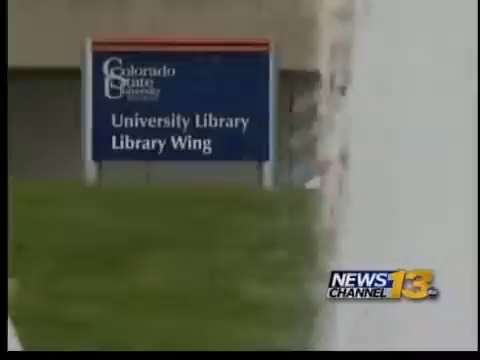 Colorado
State
University
University Library
Library Wing
NEWS 13
CHANNEL